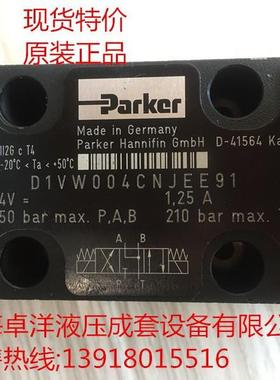 现货特价
原装正品
Parker
Made in Germany
Parker Hannifin GmbH D-41564 Ka
II2G c T4
-20°C < Ta < +50°C
D1VW004CNJEE91
4V= 1,25 A
50 bar max. P,A,B 210 bar max.
A B
P T
卓洋液压成套设备有限公
热线;13918015516